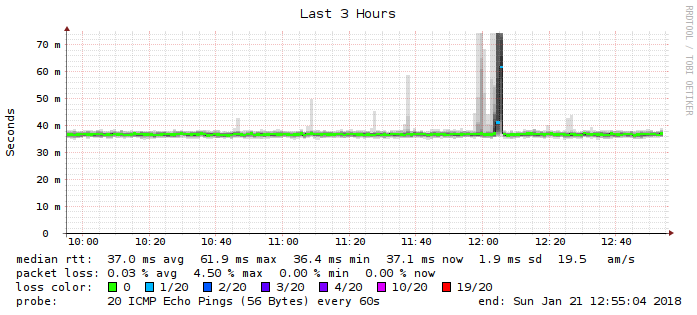 Last 3 Hours
RRDTOOL / TOBI OETIKER
Seconds
70 m
60 m
50 m
40 m
30 m
20 m
10 m
0
10:00 10:20 10:40 11:00 11:20 11:40 12:00 12:20 12:40
median rtt: 37.0 ms avg 61.9 ms max 36.4 ms min 37.1 ms now 1.9 ms sd 19.5 am/s
packet loss: 0.03 % avg 4.50 % max 0.00 % min 0.00 % now
loss color: 0 1/20 2/20 3/20 4/20 10/20 19/20
probe: 20 ICMP Echo Pings (56 Bytes) every 60s end: Sun Jan 21 12:55:04 2018